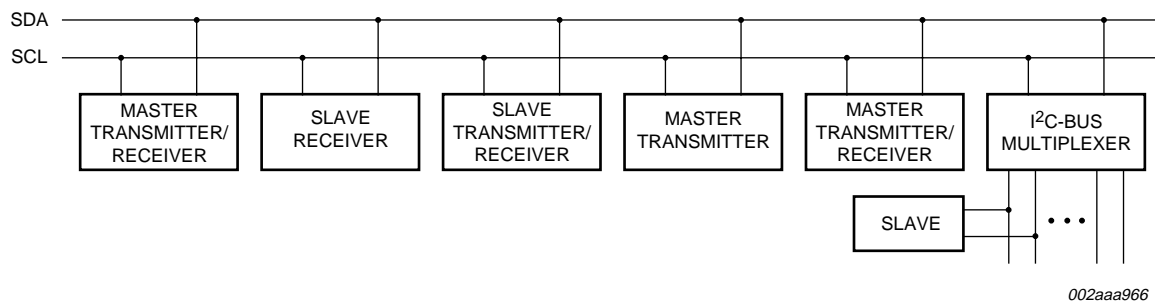 SDA
SCL
MASTER
TRANSMITTER/
RECEIVER
SLAVE
RECEIVER
SLAVE
TRANSMITTER/
RECEIVER
MASTER
TRANSMITTER
MASTER
TRANSMITTER/
RECEIVER
I²C-BUS
MULTIPLEXER
SLAVE
002aaa966